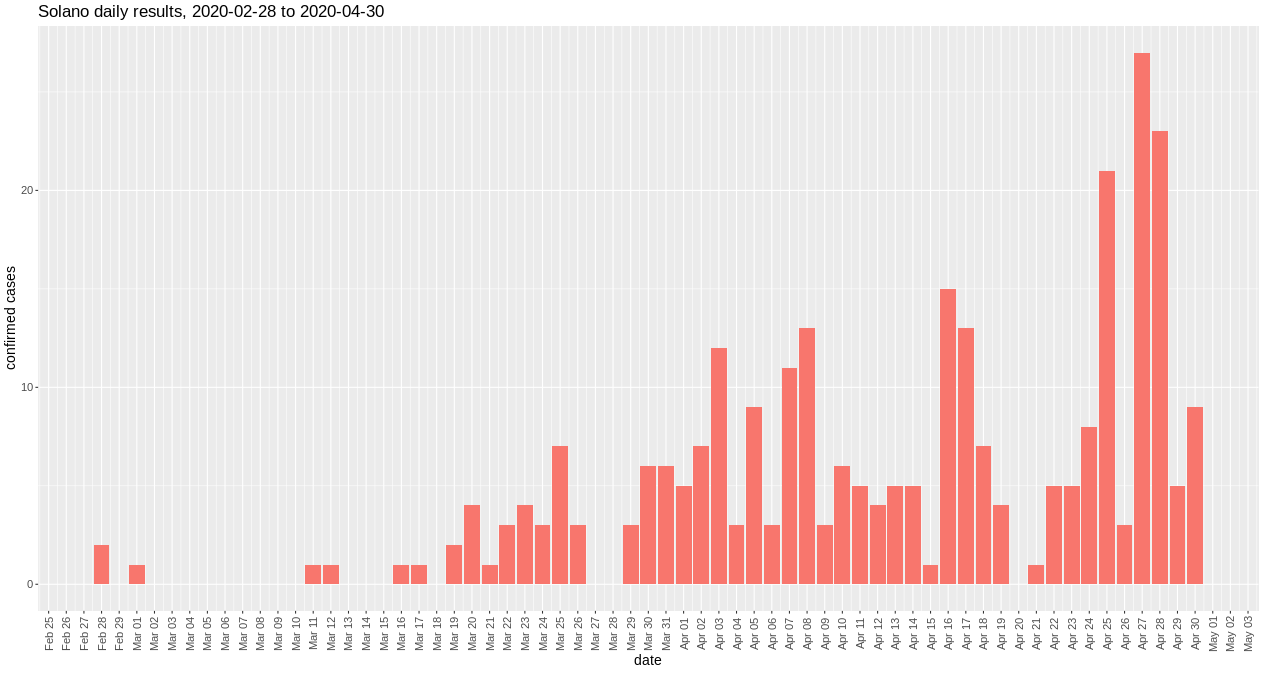 Solano daily results, 2020-02-28 to 2020-04-30
confirmed cases
20
10
0
Feb 25
Feb 26
Feb 27
Feb 28
Feb 29
Mar 01
Mar 02
Mar 03
Mar 04
Mar 05
Mar 06
Mar 07
Mar 08
Mar 09
Mar 10
Mar 11
Mar 12
Mar 13
Mar 14
Mar 15
Mar 16
Mar 17
Mar 18
Mar 19
Mar 20
Mar 21
Mar 22
Mar 23
Mar 24
Mar 25
Mar 26
Mar 27
Mar 28
Mar 29
Mar 30
Mar 31
Apr 01
Apr 02
Apr 03
Apr 04
Apr 05
Apr 06
Apr 07
Apr 08
Apr 09
Apr 10
Apr 11
Apr 12
Apr 13
Apr 14
Apr 15
Apr 16
Apr 17
Apr 18
Apr 19
Apr 20
Apr 21
Apr 22
Apr 23
Apr 24
Apr 25
Apr 26
Apr 27
Apr 28
Apr 29
Apr 30
May 01
May 02
May 03
date